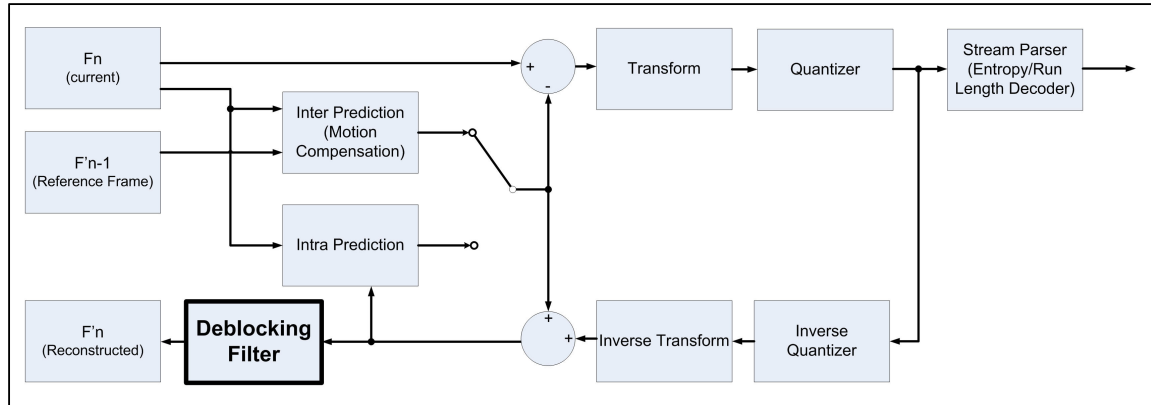 Fn
(current)
F'n-1
(Reference Frame)
Inter Prediction
(Motion
Compensation)
Intra Prediction
+
-
Transform
Quantizer
Stream Parser
(Entropy/Run
Length Decoder)
F'n
(Reconstructed)
Deblocking
Filter
+
+
Inverse Transform
Inverse
Quantizer